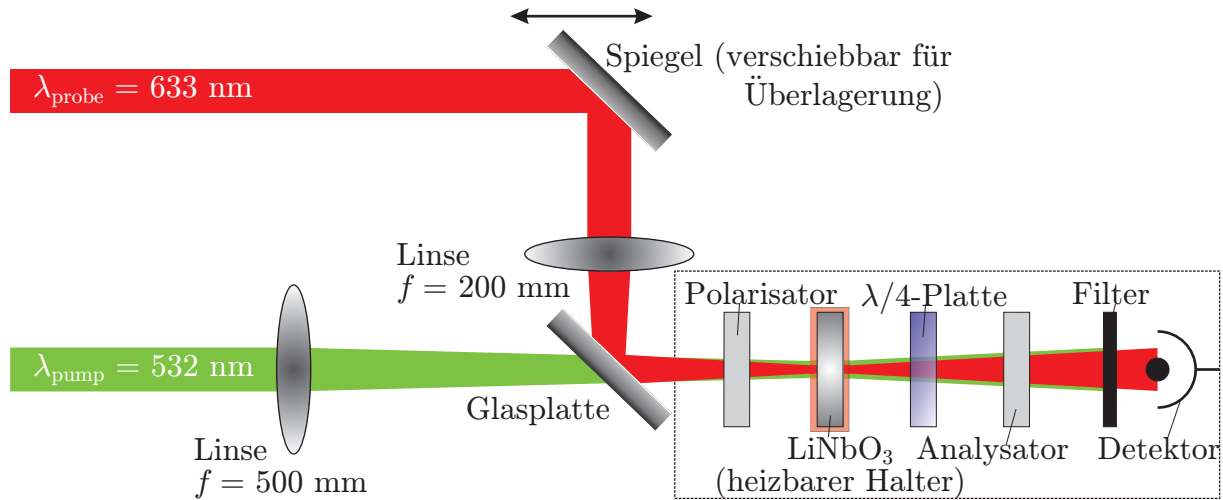 Spiegel (verschiebbar für
Überlagerung)
λprobe = 633 nm
Linse
f = 200 mm
Polarisator
λ/4-Platte
Filter
λpump = 532 nm
Glasplatte
Linse
f = 500 mm
LiNbO₃
(heizbarer Halter)
Analysator
Detektor